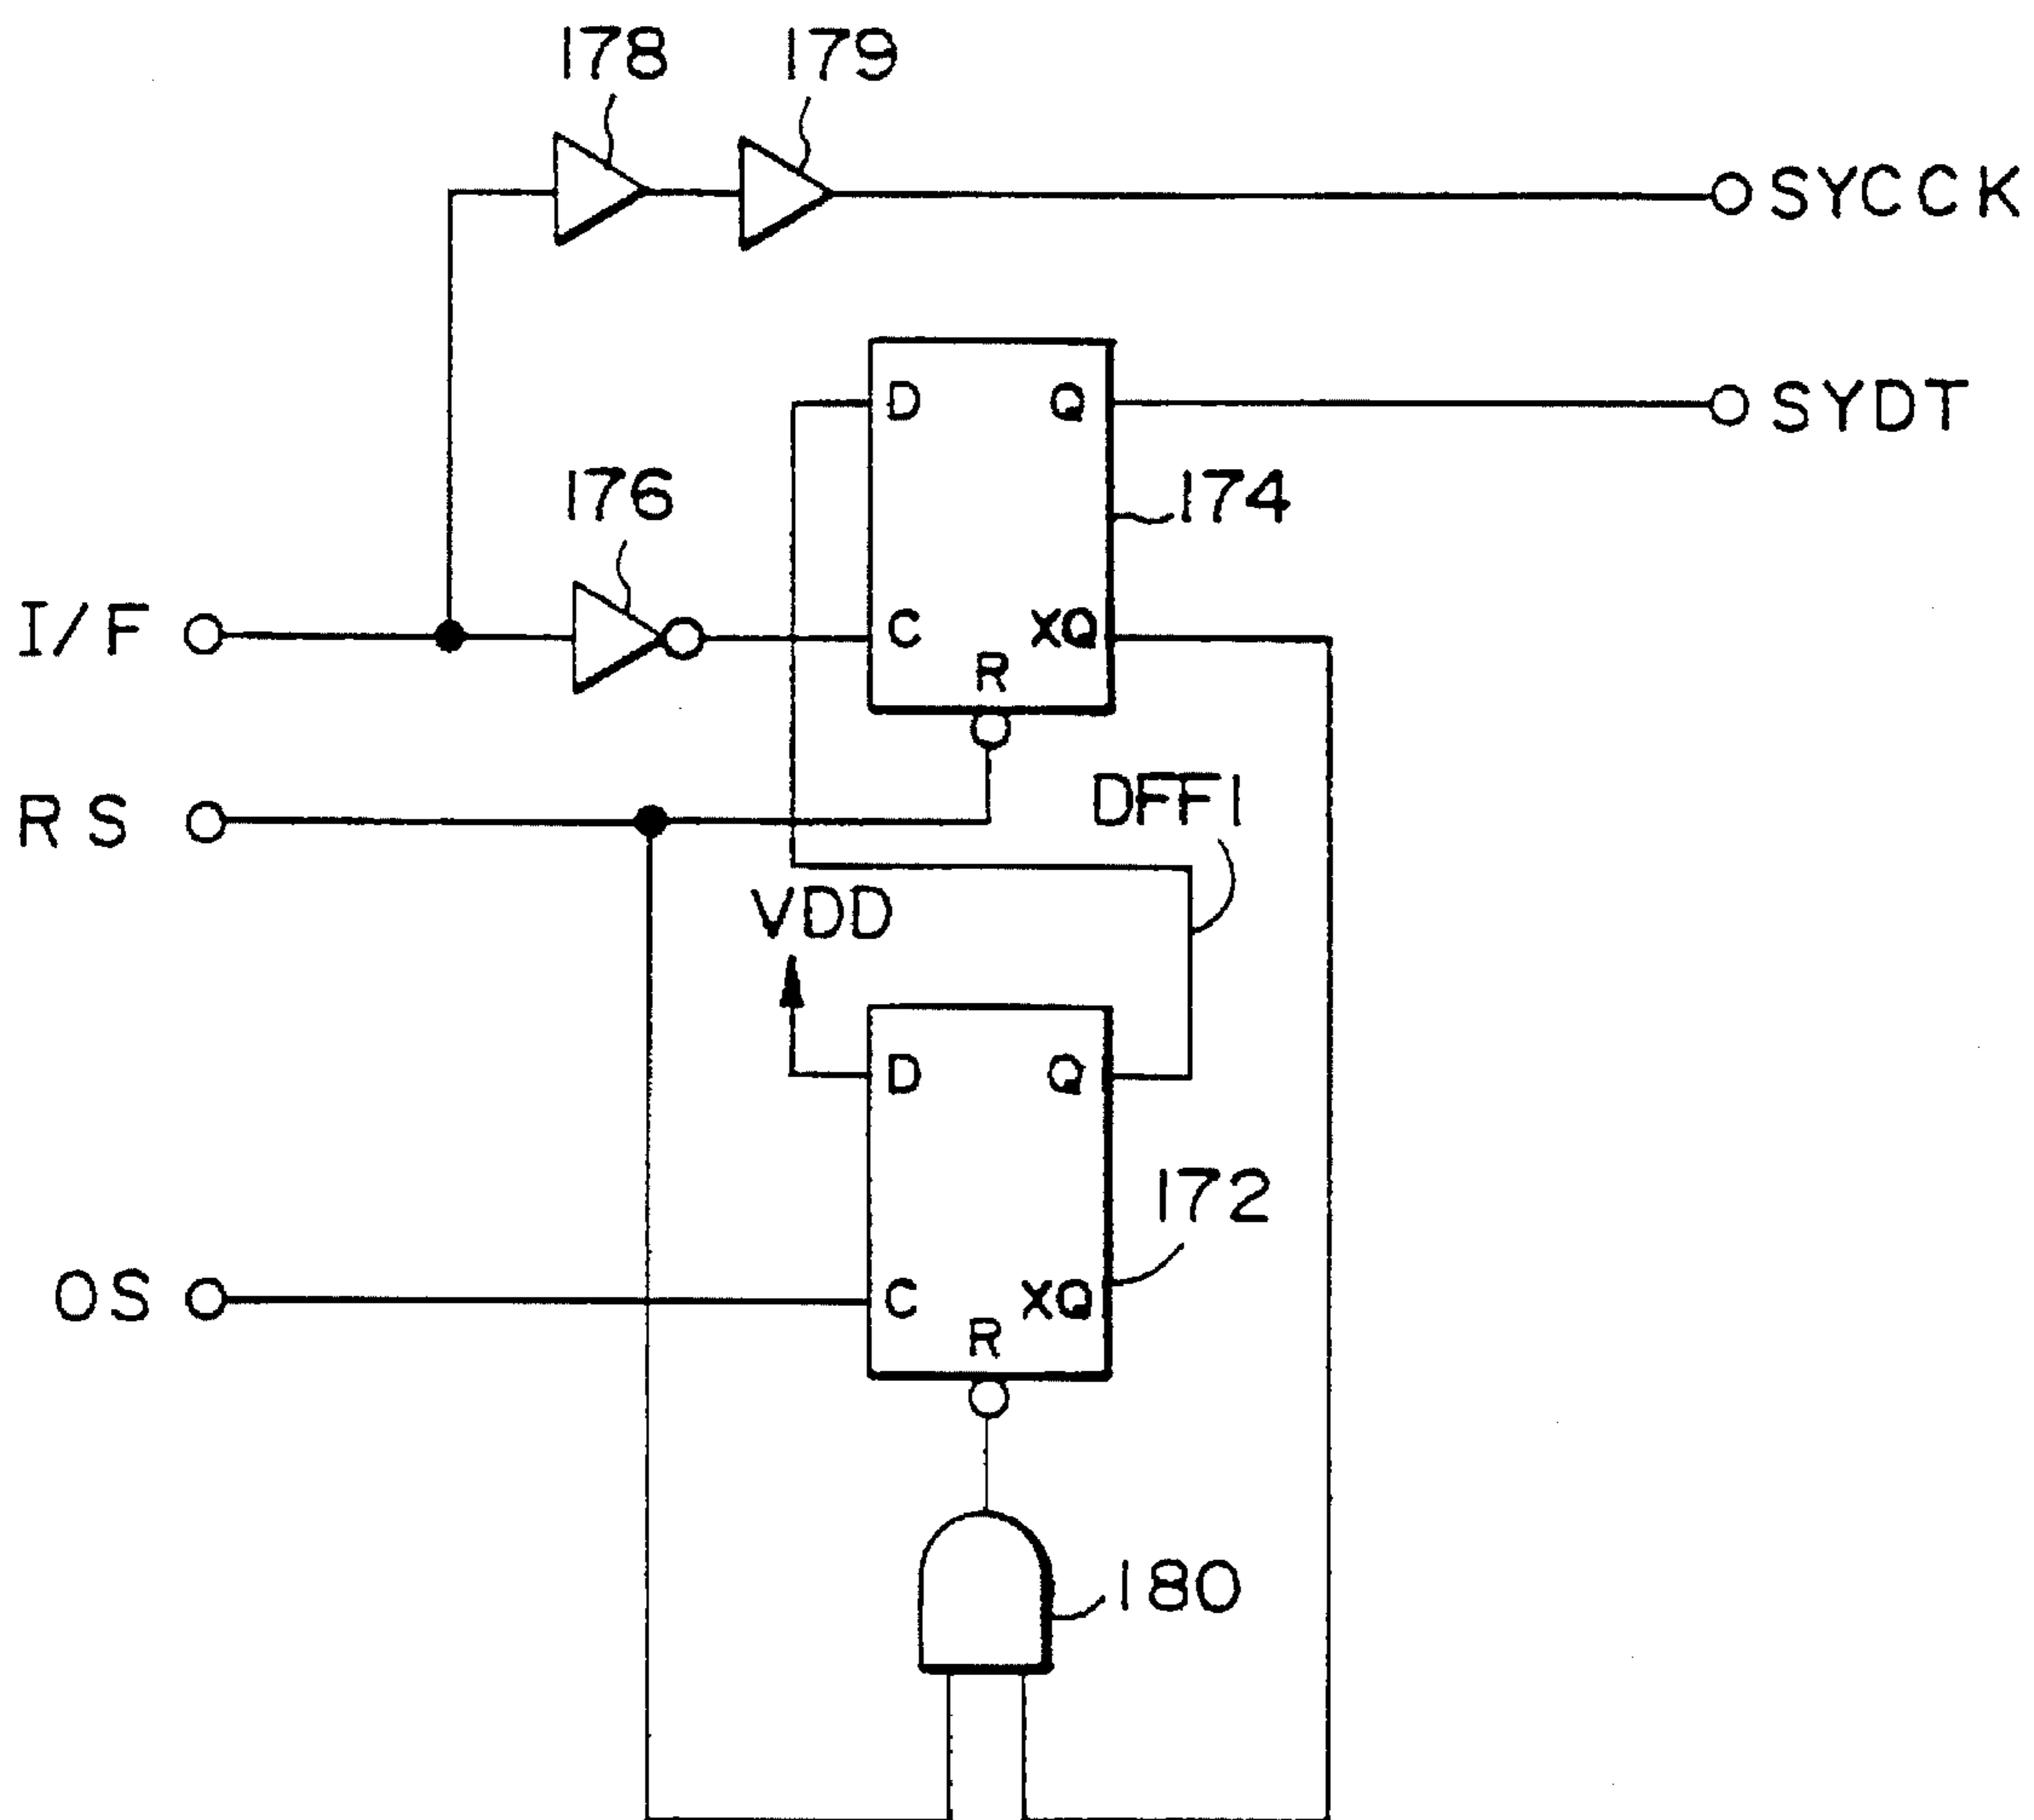 178 179
SYCCK
D Q SYDT
176 174
I/F C XQ
R
RS DFF1
VDD
D Q
172
OS C XQ
R
180